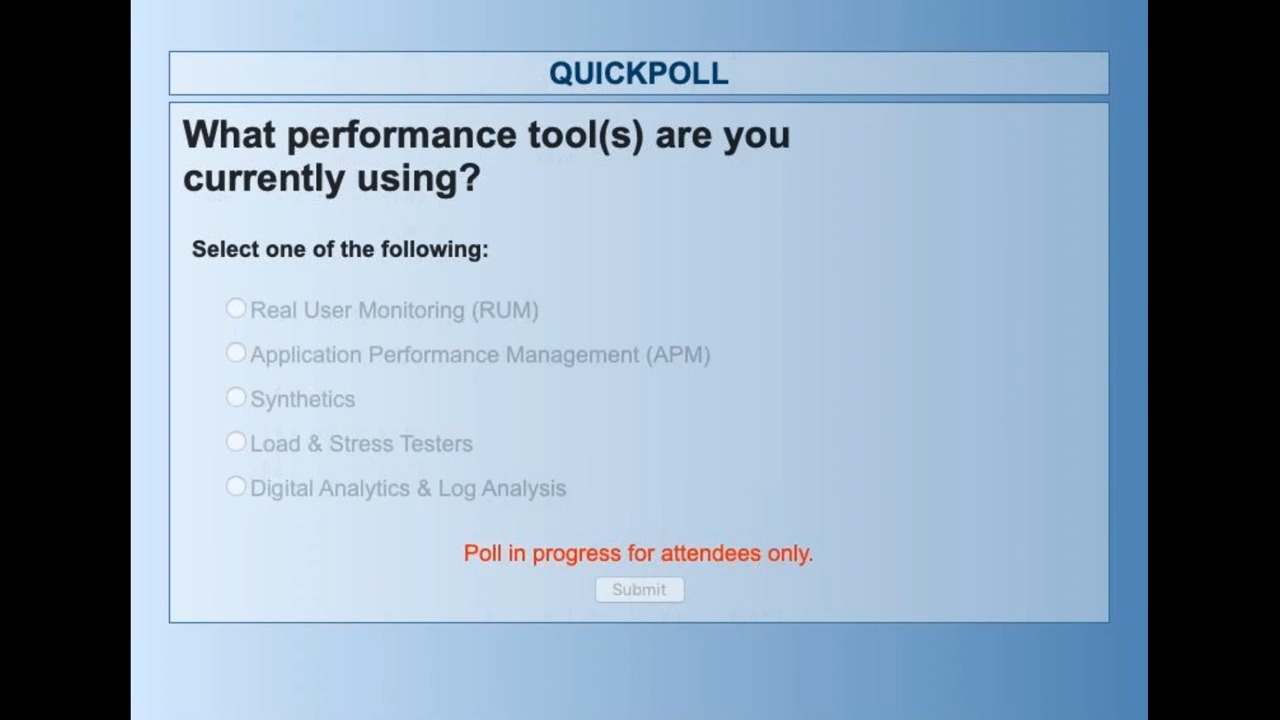 QUICKPOLL
What performance tool(s) are you
currently using?
Select one of the following:
Real User Monitoring (RUM)
Application Performance Management (APM)
Synthetics
Load & Stress Testers
Digital Analytics & Log Analysis
Poll in progress for attendees only.
Submit